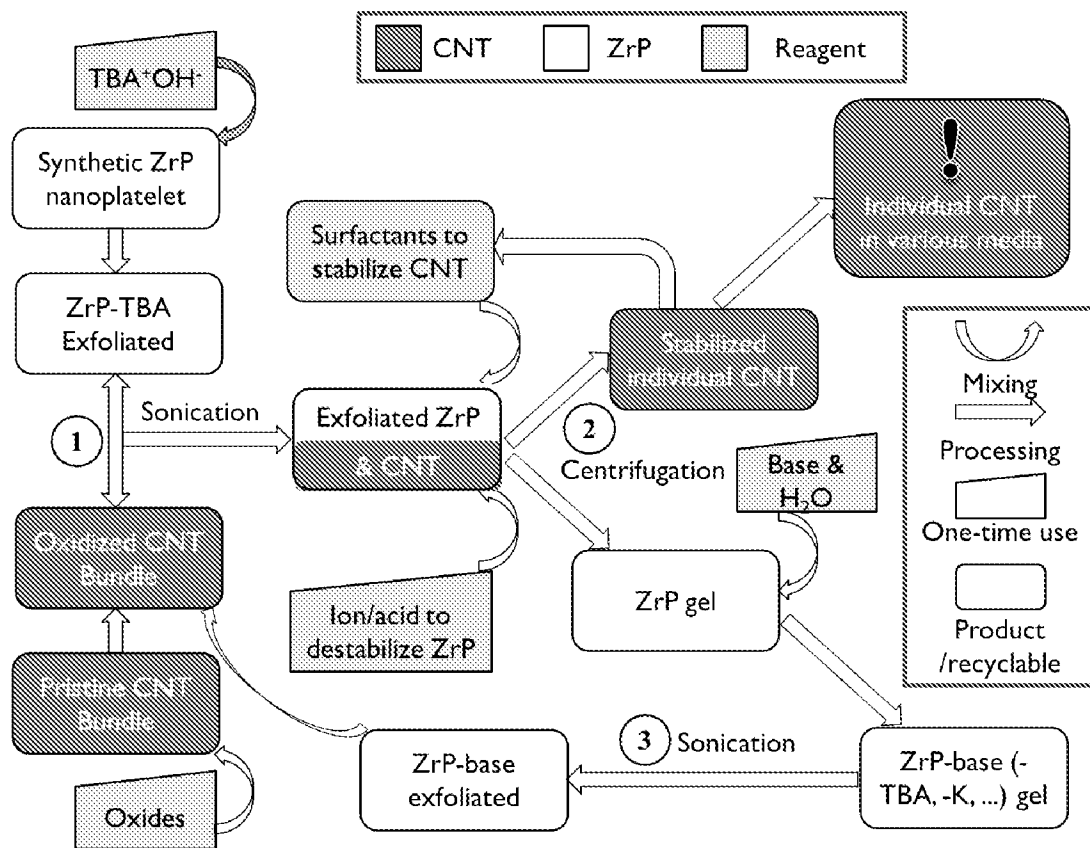 CNT
ZrP
Reagent
TBA⁺OH⁻
Synthetic ZrP
nanoplatelet
ZrP-TBA
Exfoliated
1
Sonication
Oxidized CNT
Bundle
Pristine CNT
Bundle
Oxides
Surfactants to
stabilize CNT
Exfoliated ZrP
& CNT
Ion/acid to
destabilize ZrP
2
Centrifugation
Stabilized
individual CNT
!
Individual CNT
in various media
Base &
H₂O
ZrP gel
ZrP-base (-
TBA, -K, ...) gel
3
Sonication
ZrP-base
exfoliated
Mixing
Processing
One-time use
Product
/recyclable